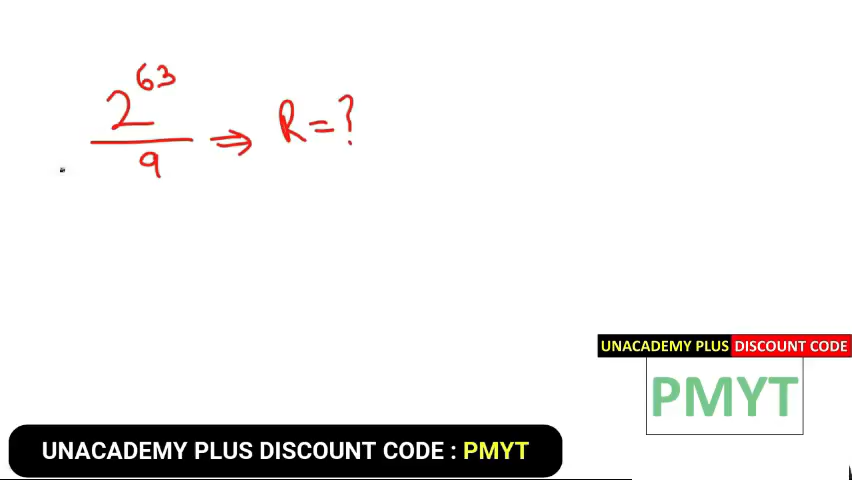 2^63
9
⇒ R = ?
UNACADEMY PLUS DISCOUNT CODE
PMYT
UNACADEMY PLUS DISCOUNT CODE : PMYT